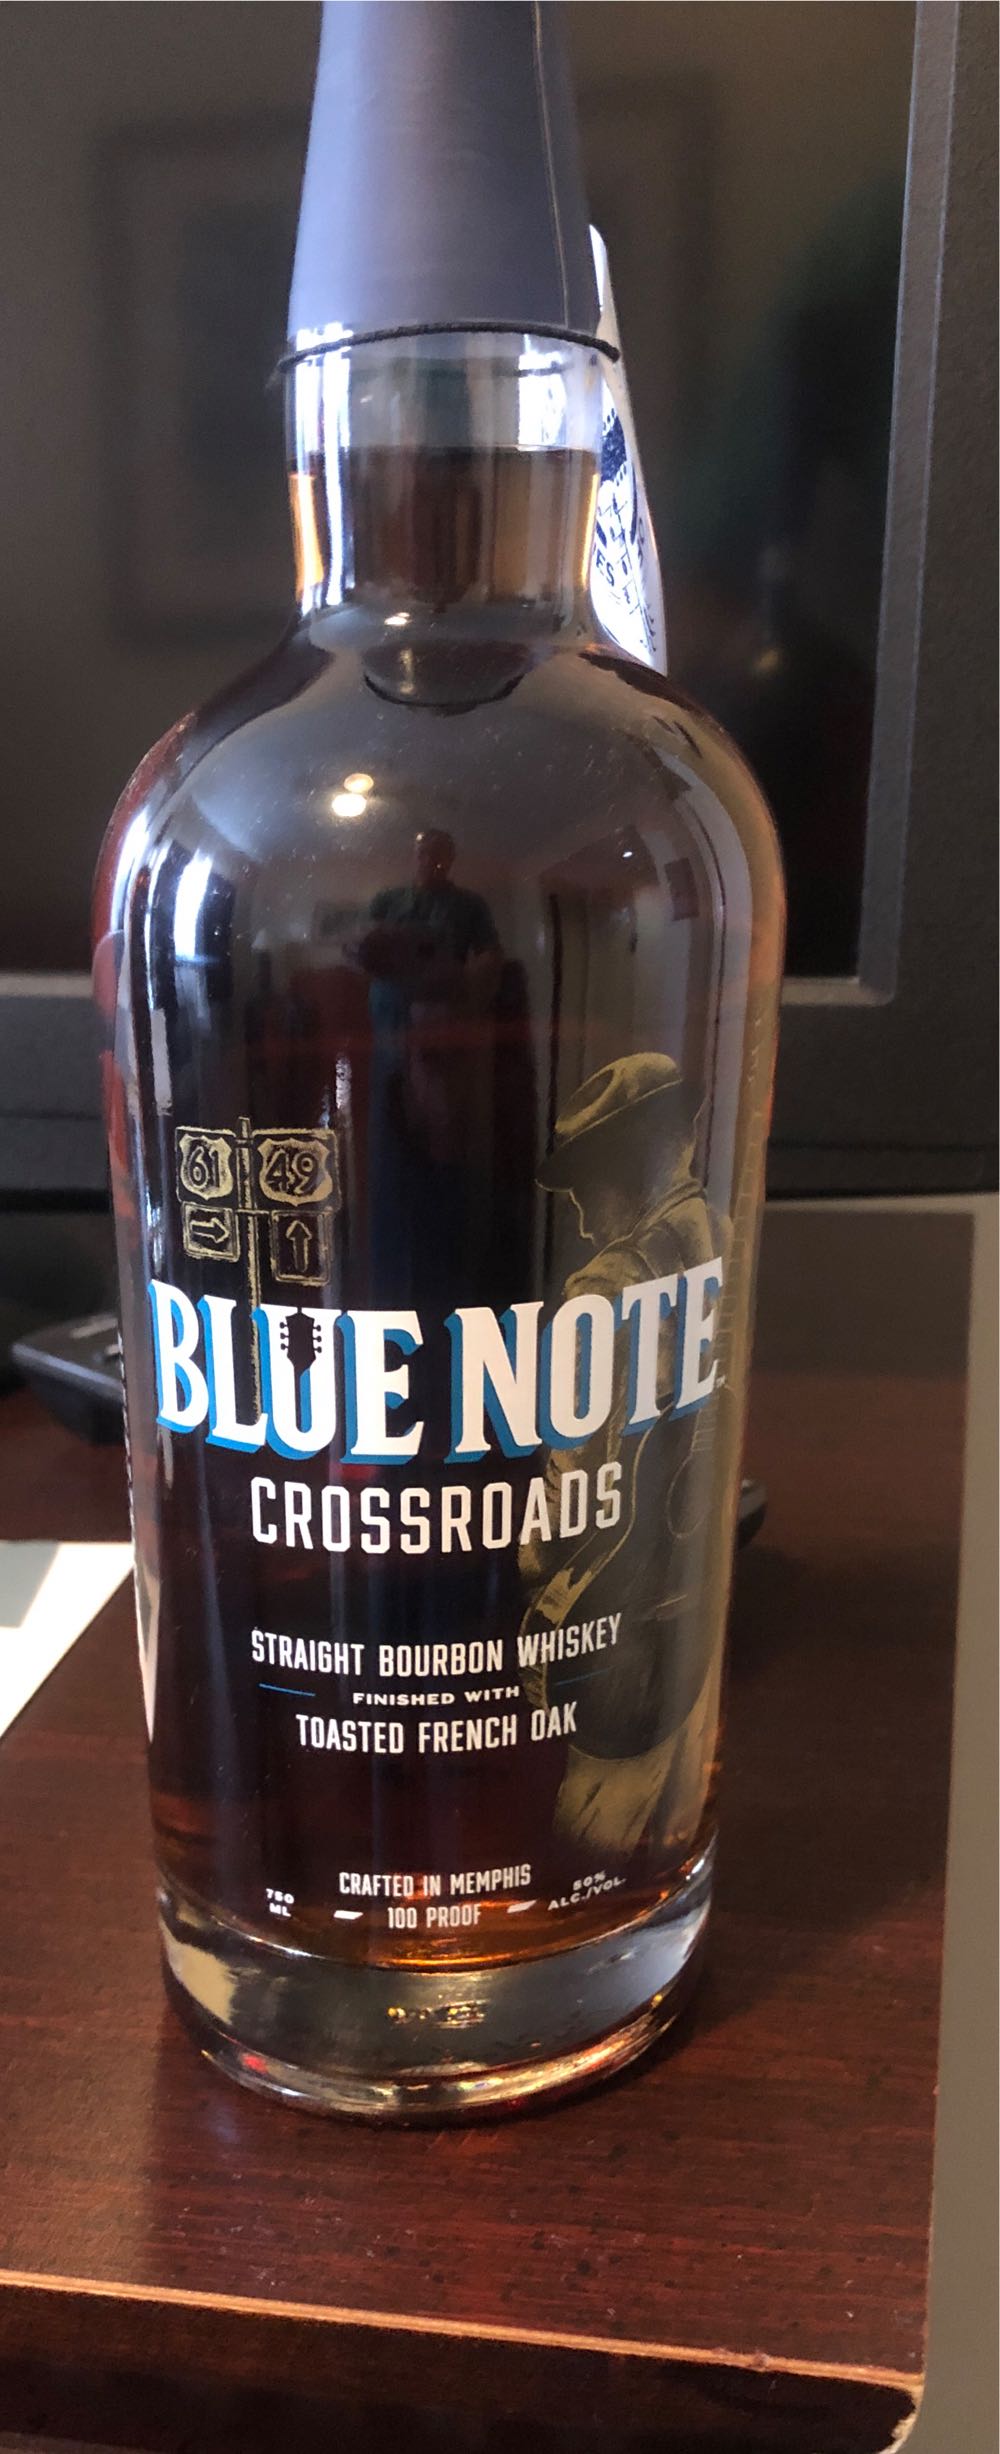 61 49
BLUE NOTE
CROSSROADS
STRAIGHT BOURBON WHISKEY
FINISHED WITH
TOASTED FRENCH OAK
CRAFTED IN MEMPHIS
750 ML
100 PROOF
50% ALC./VOL.